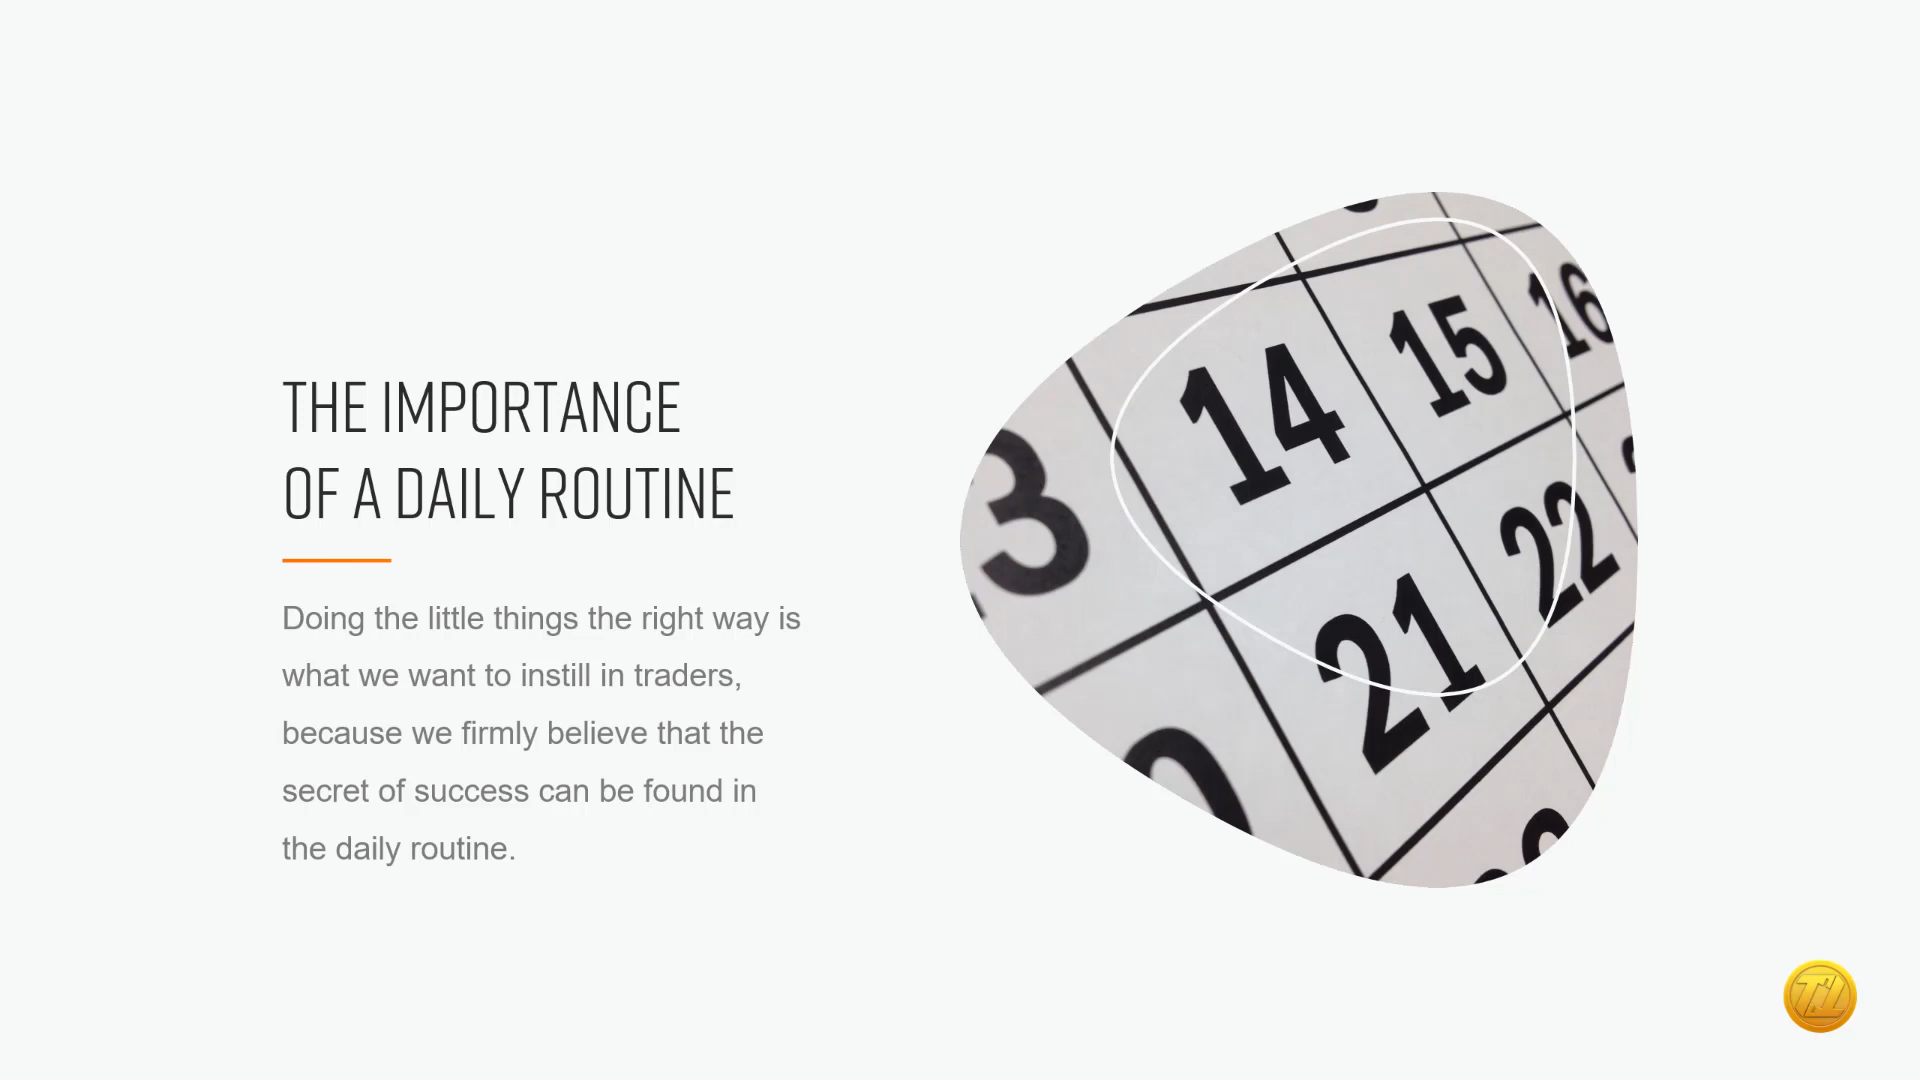 THE IMPORTANCE
OF A DAILY ROUTINE
Doing the little things the right way is
what we want to instill in traders,
because we firmly believe that the
secret of success can be found in
the daily routine.
14
15
16
3
21
22
TL